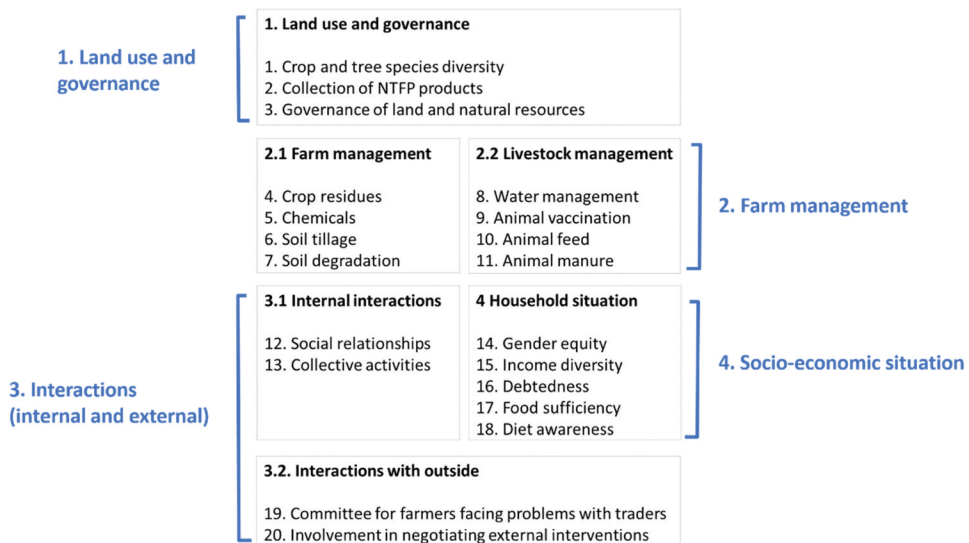 1. Land use and
governance
1. Land use and governance
1. Crop and tree species diversity
2. Collection of NTFP products
3. Governance of land and natural resources
2.1 Farm management
4. Crop residues
5. Chemicals
6. Soil tillage
7. Soil degradation
2.2 Livestock management
8. Water management
9. Animal vaccination
10. Animal feed
11. Animal manure
2. Farm management
3. Interactions
(internal and external)
3.1 Internal interactions
12. Social relationships
13. Collective activities
4 Household situation
14. Gender equity
15. Income diversity
16. Debtedness
17. Food sufficiency
18. Diet awareness
4. Socio-economic situation
3.2. Interactions with outside
19. Committee for farmers facing problems with traders
20. Involvement in negotiating external interventions